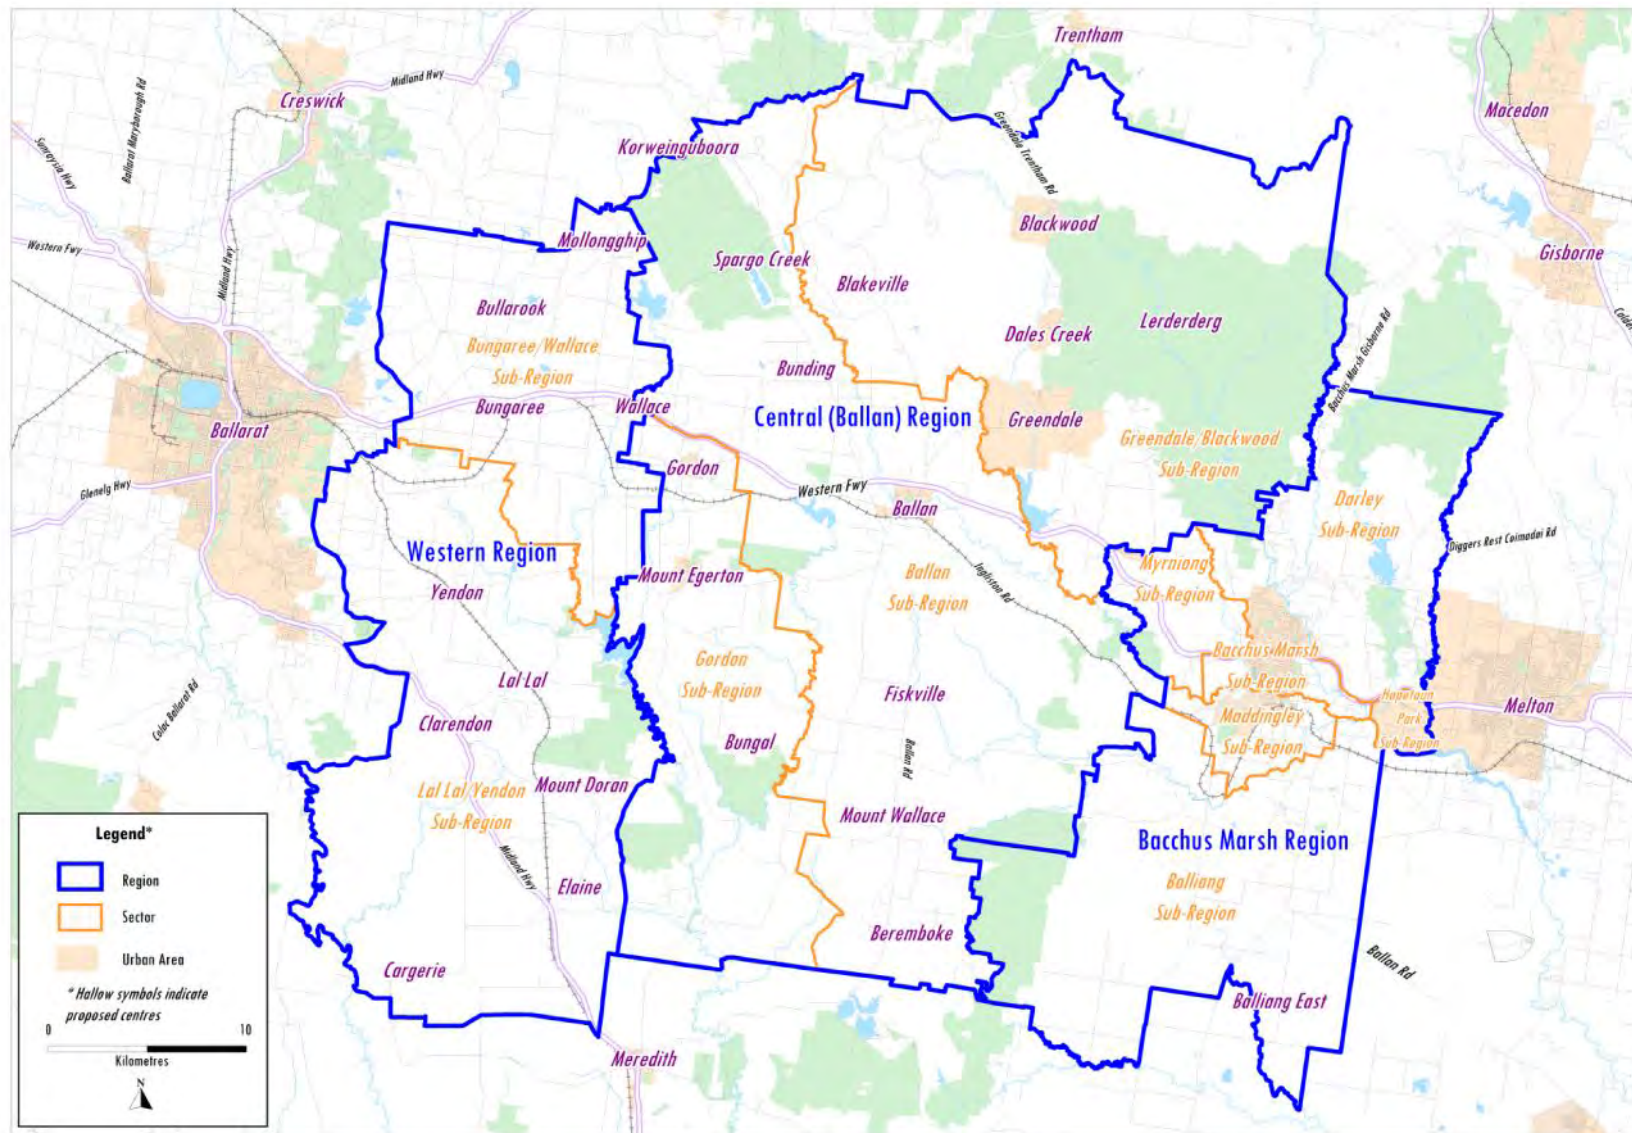 Trentham
Midland Hwy
Creswick
Macedon
Ballarat Maryborough Rd
Sunraysia Hwy
Greendale Trentham Rd
Korweinguboora
Blackwood
Mollongghip
Spargo Creek
Western Fwy
Midland Hwy
Gisborne
Blakeville
Bullarook
Lerderderg
Dales Creek
Calder
Bungaree/Wallace
Sub-Region
Bunding
Bacchus Marsh Gisborne Rd
Bungaree
Wallace
Central (Ballan) Region
Greendale
Ballarat
Greendale/Blackwood
Sub-Region
Gordon
Glenelg Hwy
Western Fwy
Ballan
Darley
Sub-Region
Diggers Rest Coimadai Rd
Western Region
Yendon
Mount Egerton
Ballan
Sub-Region
Ingliston Rd
Myrniong
Sub-Region
Gordon
Sub-Region
Bacchus Marsh
Sub-Region
Lal Lal
Fiskville
Colac Ballarat Rd
Hopetoun
Park
Sub-Region
Melton
Clarendon
Maddingley
Sub-Region
Bungal
Ballan Rd
Lal Lal/Yendon
Sub-Region
Mount Doran
Mount Wallace
Bacchus Marsh Region
Midland Hwy
Elaine
Balliang
Sub-Region
Beremboke
Ballan Rd
Cargerie
Balliang East
Meredith
Legend*
Region
Sector
Urban Area
* Hallow symbols indicate
proposed centres
0 10
Kilometres
N